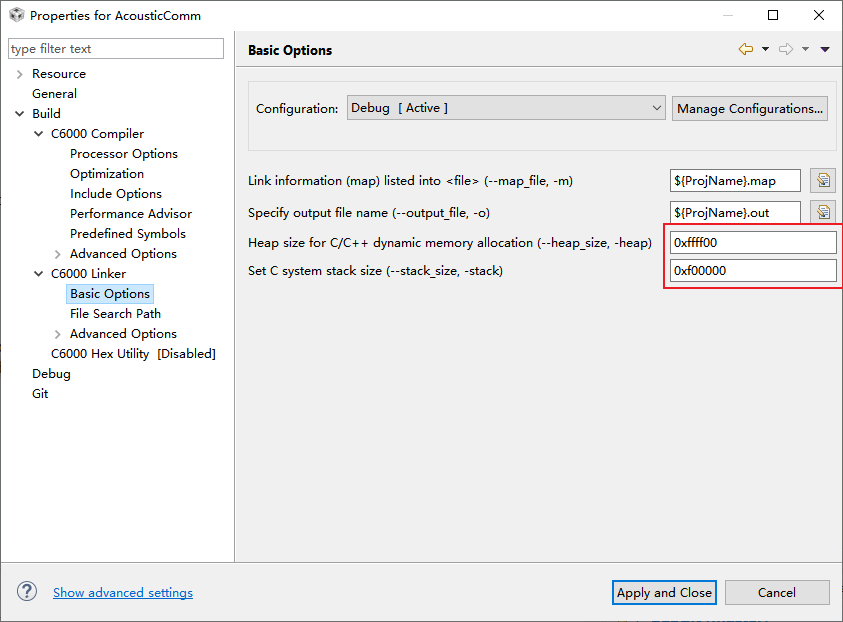 Properties for AcousticComm
type filter text
Resource
General
Build
C6000 Compiler
Processor Options
Optimization
Include Options
Performance Advisor
Predefined Symbols
Advanced Options
C6000 Linker
Basic Options
File Search Path
Advanced Options
C6000 Hex Utility [Disabled]
Debug
Git
Basic Options
Configuration: Debug [ Active ] Manage Configurations...
Link information (map) listed into <file> (--map_file, -m) ${ProjName}.map
Specify output file name (--output_file, -o) ${ProjName}.out
Heap size for C/C++ dynamic memory allocation (--heap_size, -heap) 0xffff00
Set C system stack size (--stack_size, -stack) 0xf00000
? Show advanced settings Apply and Close Cancel